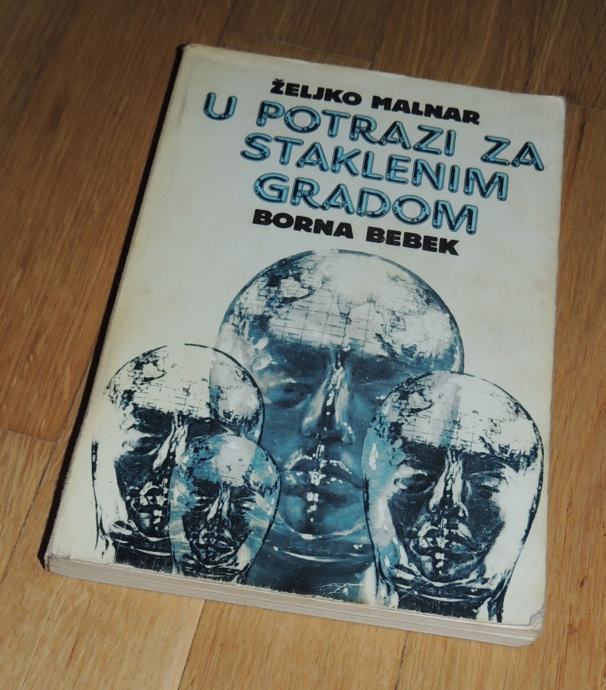 ŽELJKO MALNAR
U POTRAZI ZA
STAKLENIM
GRADOM
BORNA BEBEK